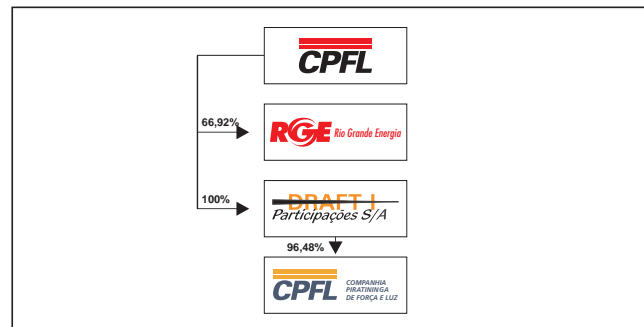 CPFL
66,92%
RGE Rio Grande Energia
100%
DRAFT I
Participações S/A
96,48%
CPFL
COMPANHIA
PIRATININGA
DE FORÇA E LUZ